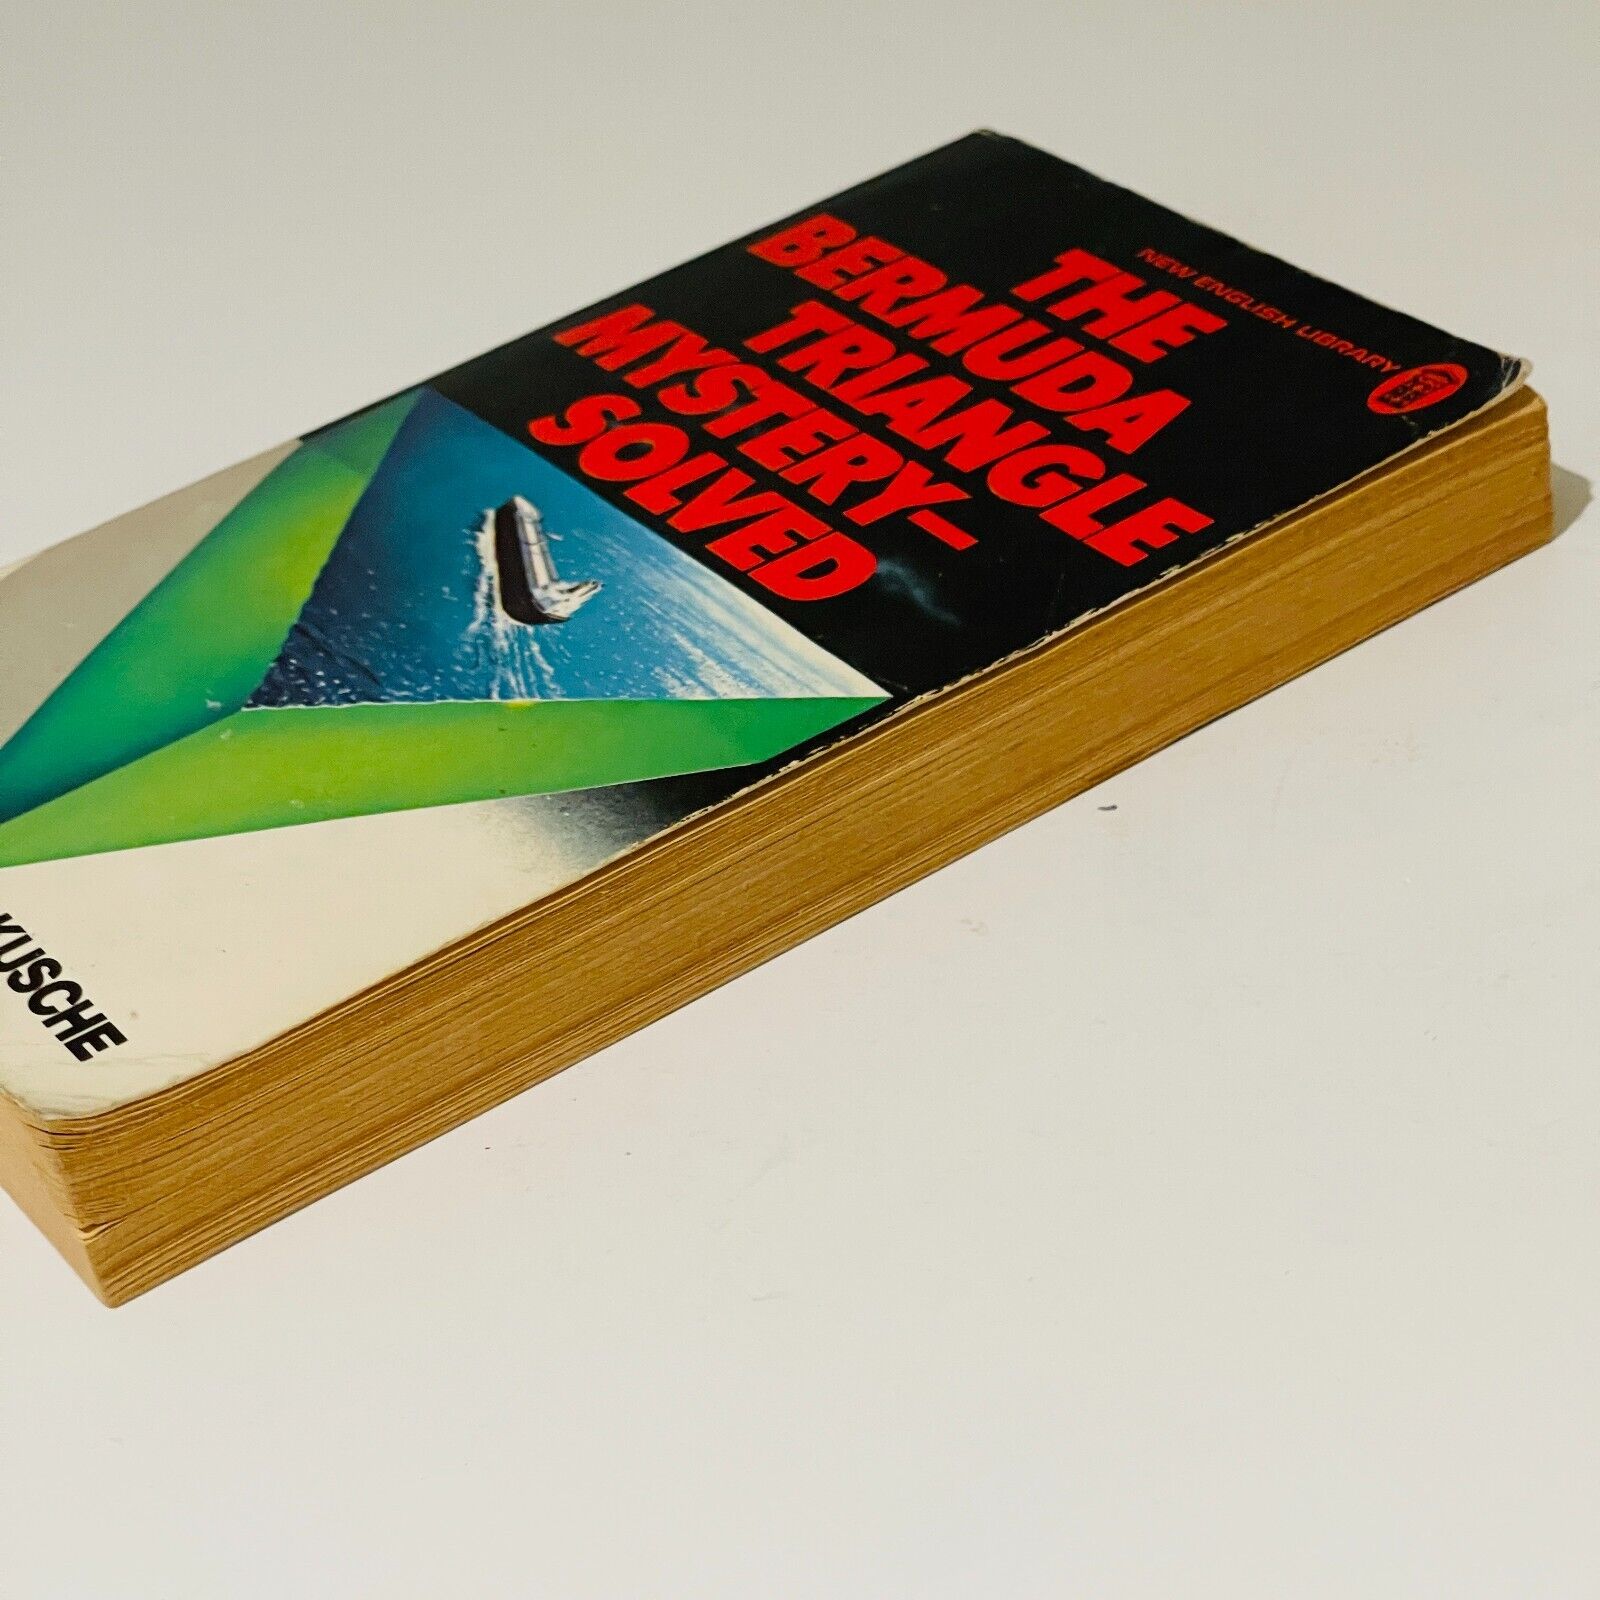 NEW ENGLISH LIBRARY
THE
BERMUDA
TRIANGLE
MYSTERY–
SOLVED
KUSCHE